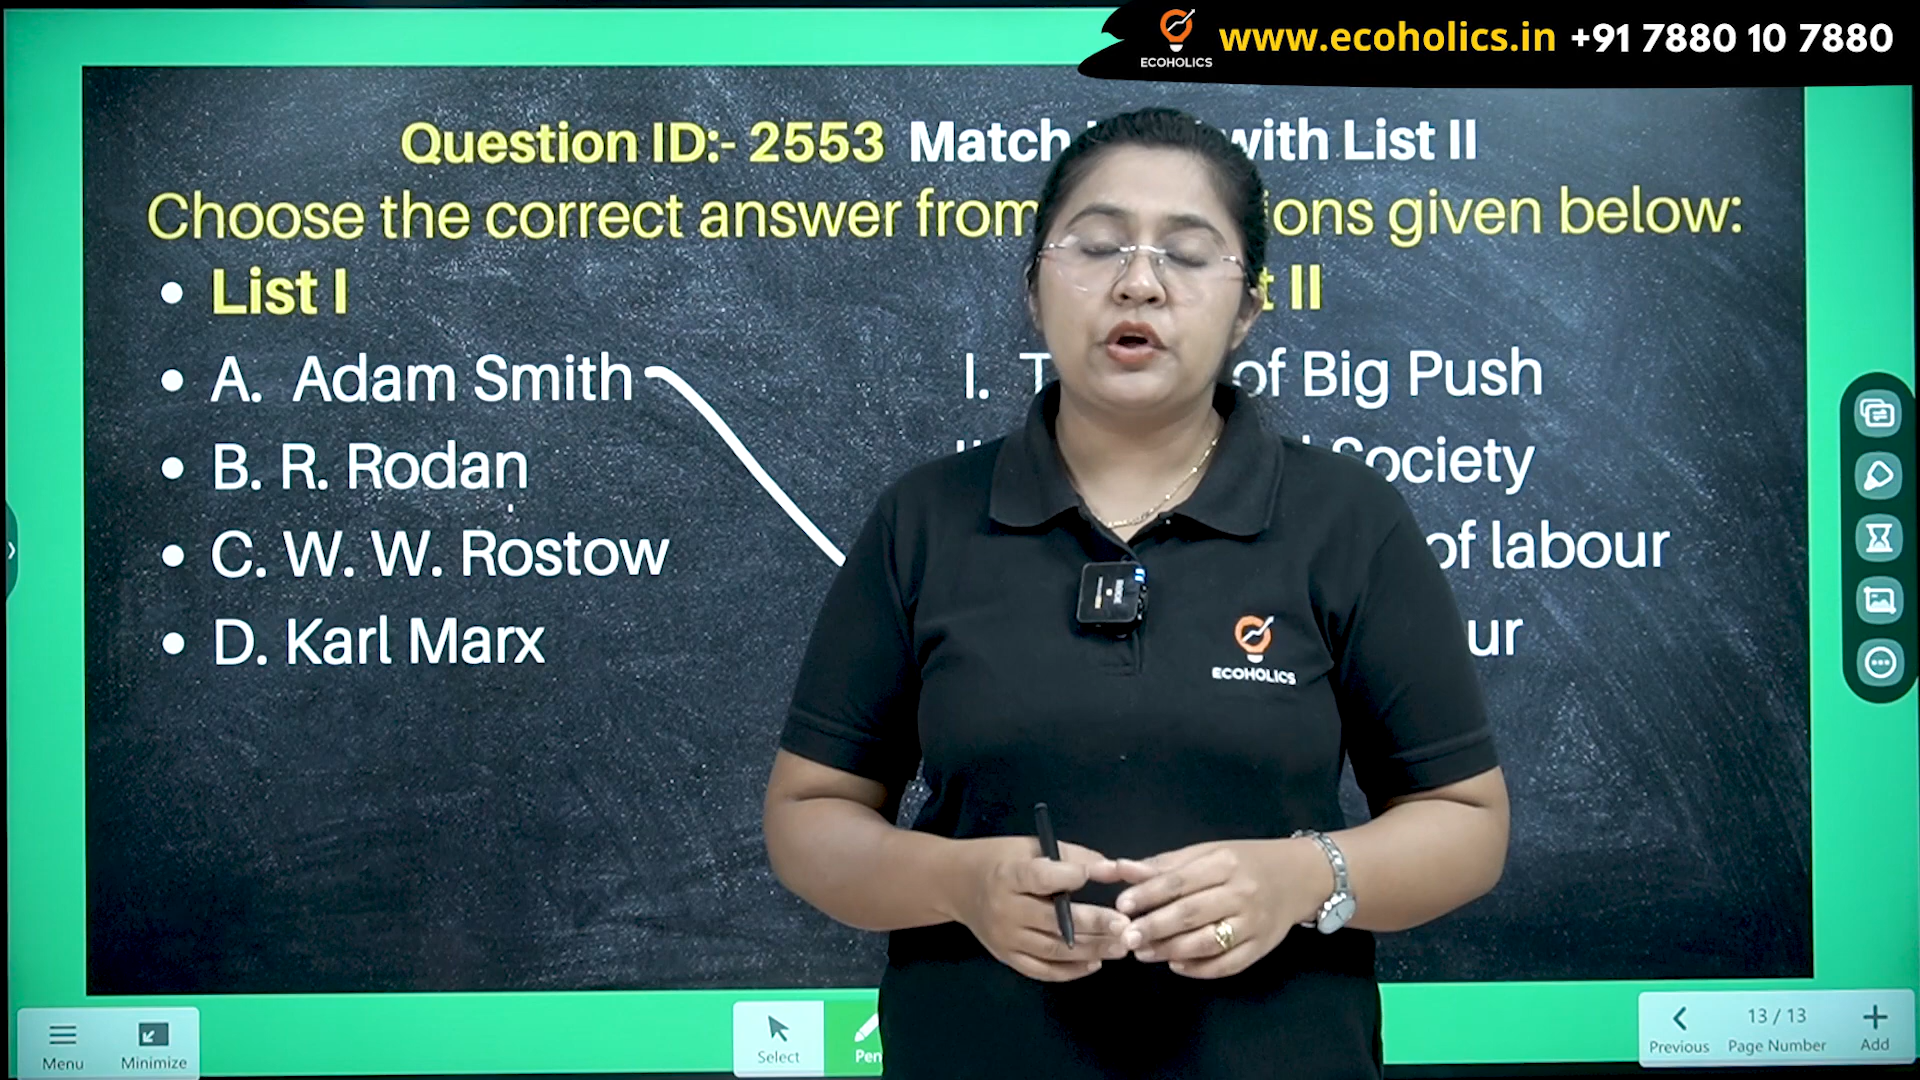 www.ecoholics.in +91 7880 10 7880
ECOHOLICS
Question ID:- 2553 Match with List II
Choose the correct answer from given below:
List I
II
A. Adam Smith
I. of Big Push
B. R. Rodan
Society
C. W. W. Rostow
of labour
D. Karl Marx
ECOHOLICS
Menu
Minimize
Select
Pen
Previous
13 / 13
Page Number
Add